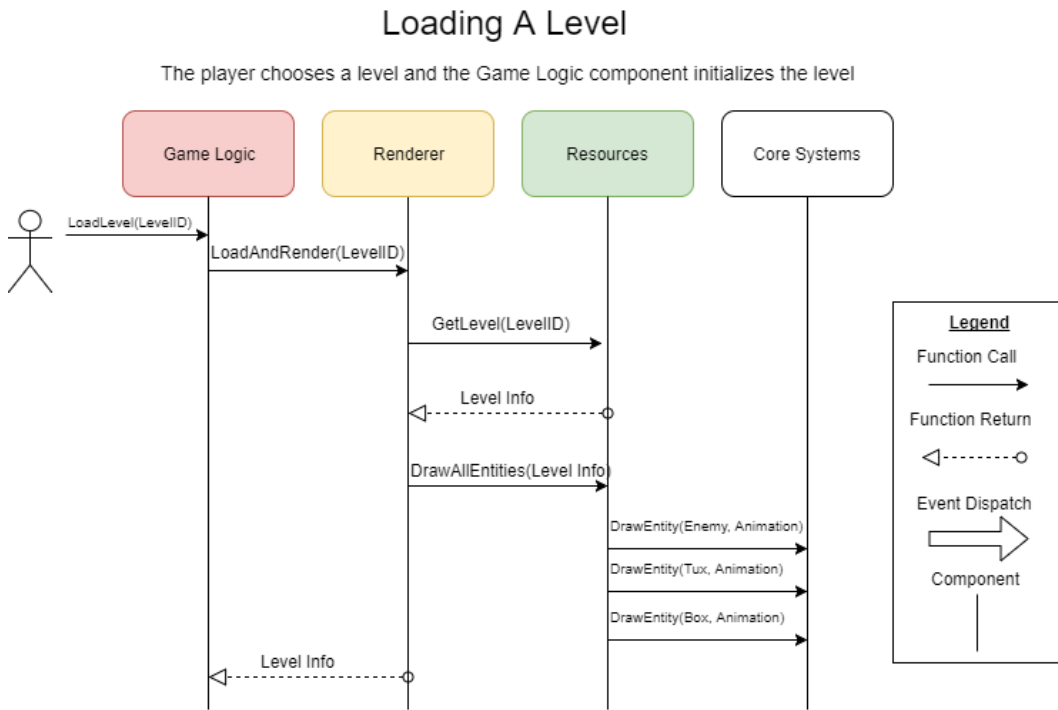 Loading A Level
The player chooses a level and the Game Logic component initializes the level
Game Logic
Renderer
Resources
Core Systems
LoadLevel(LevelID)
LoadAndRender(LevelID)
GetLevel(LevelID)
Level Info
DrawAllEntities(Level Info)
DrawEntity(Enemy, Animation)
DrawEntity(Tux, Animation)
DrawEntity(Box, Animation)
Level Info
Legend
Function Call
Function Return
Event Dispatch
Component